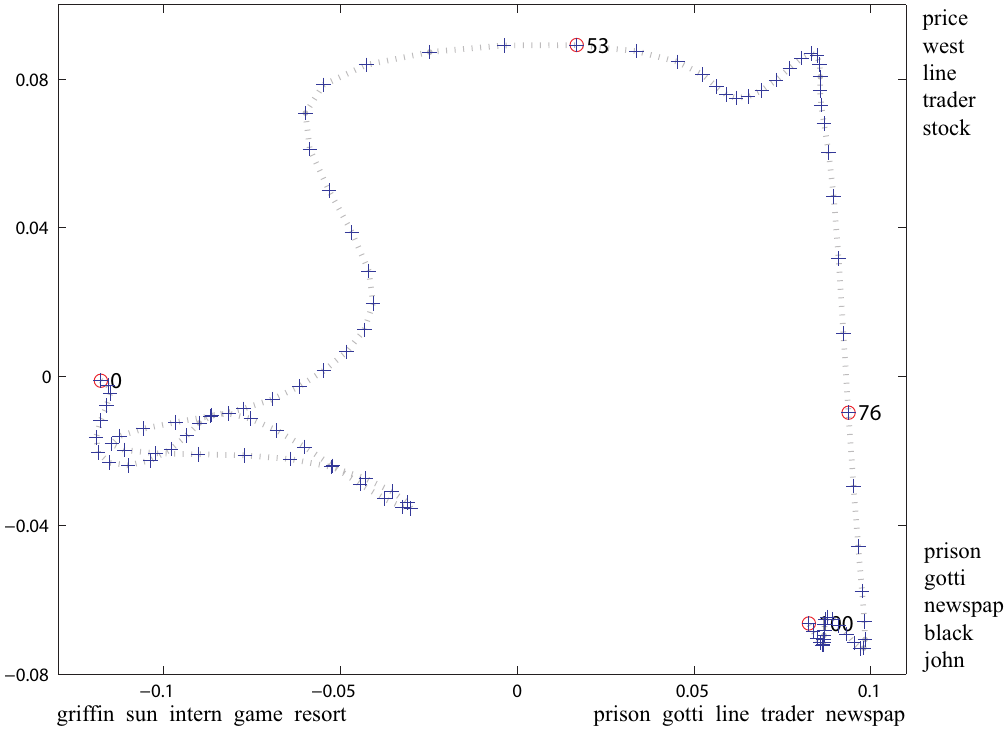 price
west
line
trader
stock
0.08
53
0.04
0
0
76
−0.04
prison
gotti
newspap
black
john
00
−0.08
−0.1 −0.05 0 0.05 0.1
griffin sun intern game resort prison gotti line trader newspap